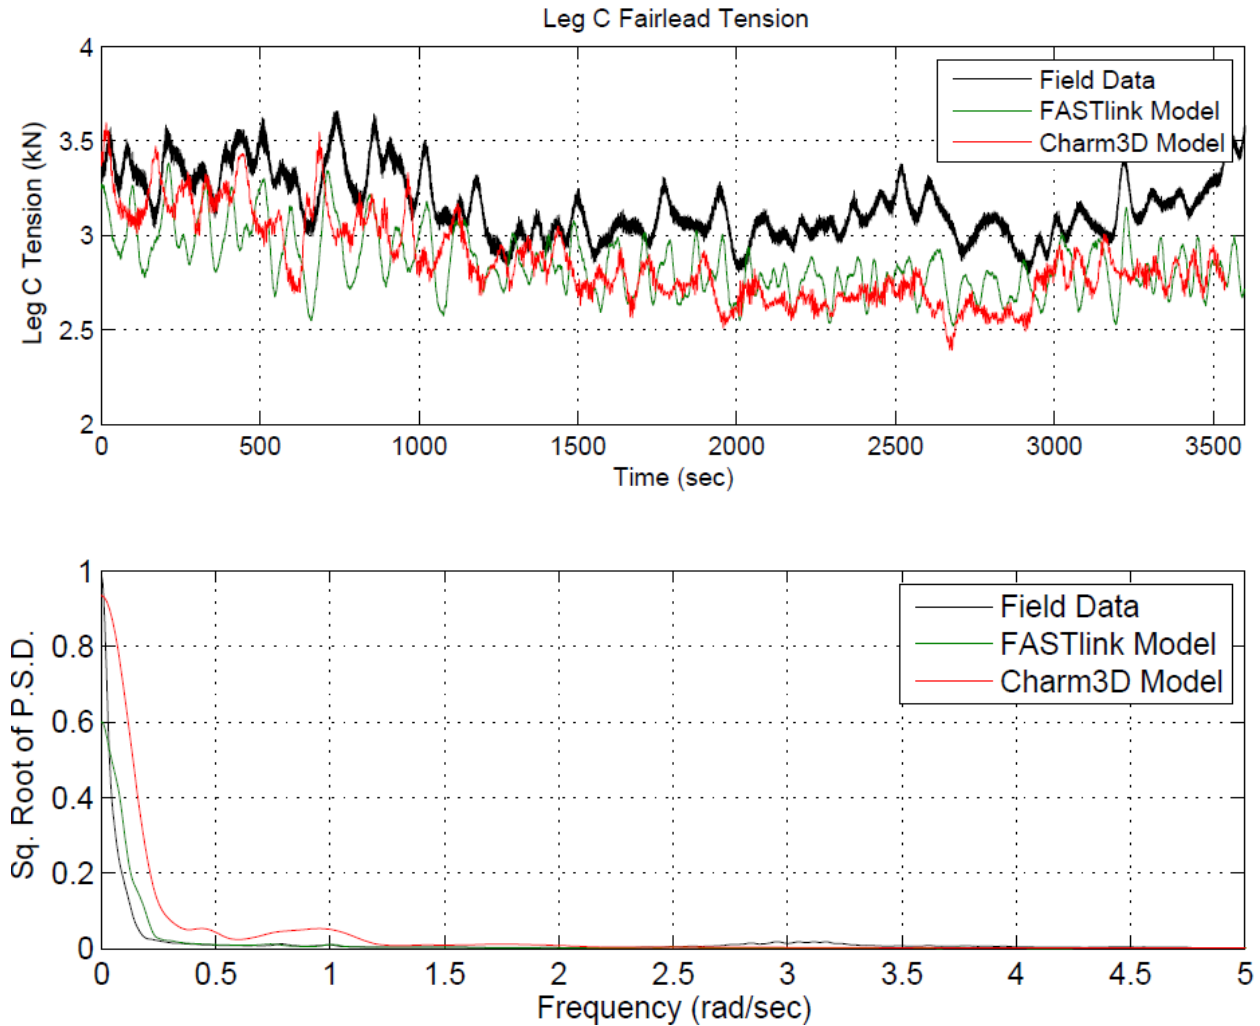 Leg C Fairlead Tension
Leg C Tension (kN)
4
3.5
3
2.5
2
Field Data
FASTlink Model
Charm3D Model
0 500 1000 1500 2000 2500 3000 3500
Time (sec)
Sq. Root of P.S.D.
1
0.8
0.6
0.4
0.2
0
Field Data
FASTlink Model
Charm3D Model
0 0.5 1 1.5 2 2.5 3 3.5 4 4.5 5
Frequency (rad/sec)